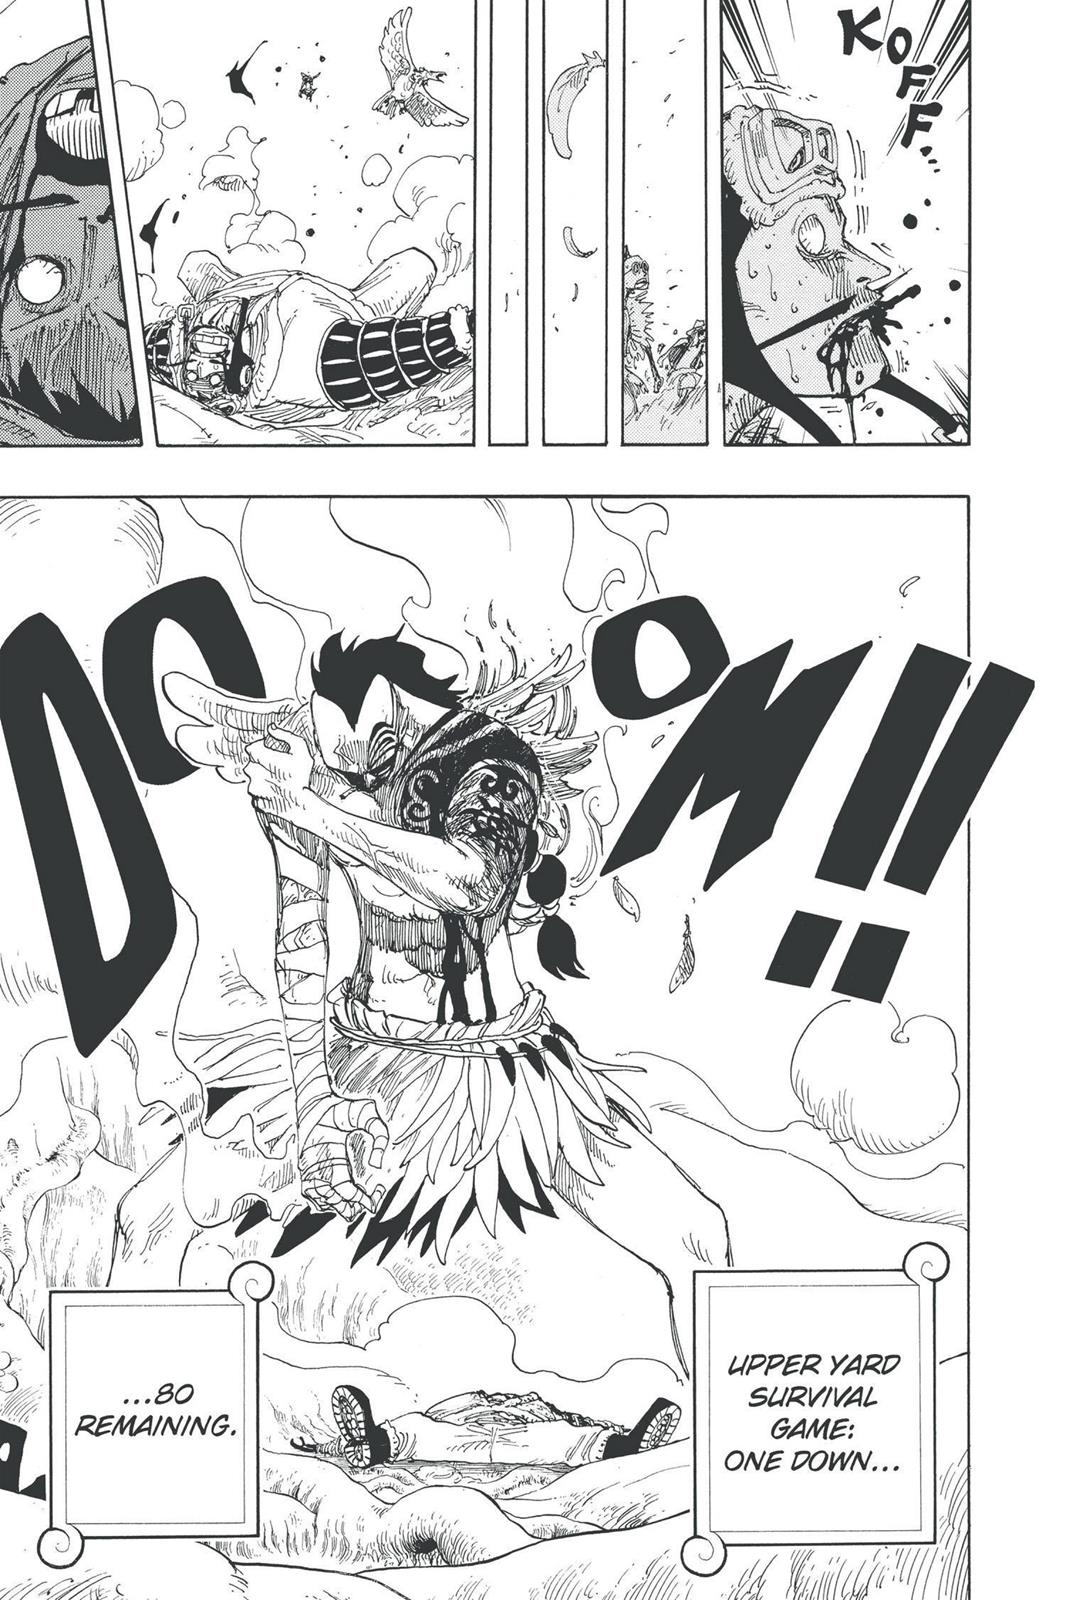 KOFF...
DOOM!!
UPPER YARD
SURVIVAL
GAME:
ONE DOWN...
...80
REMAINING.